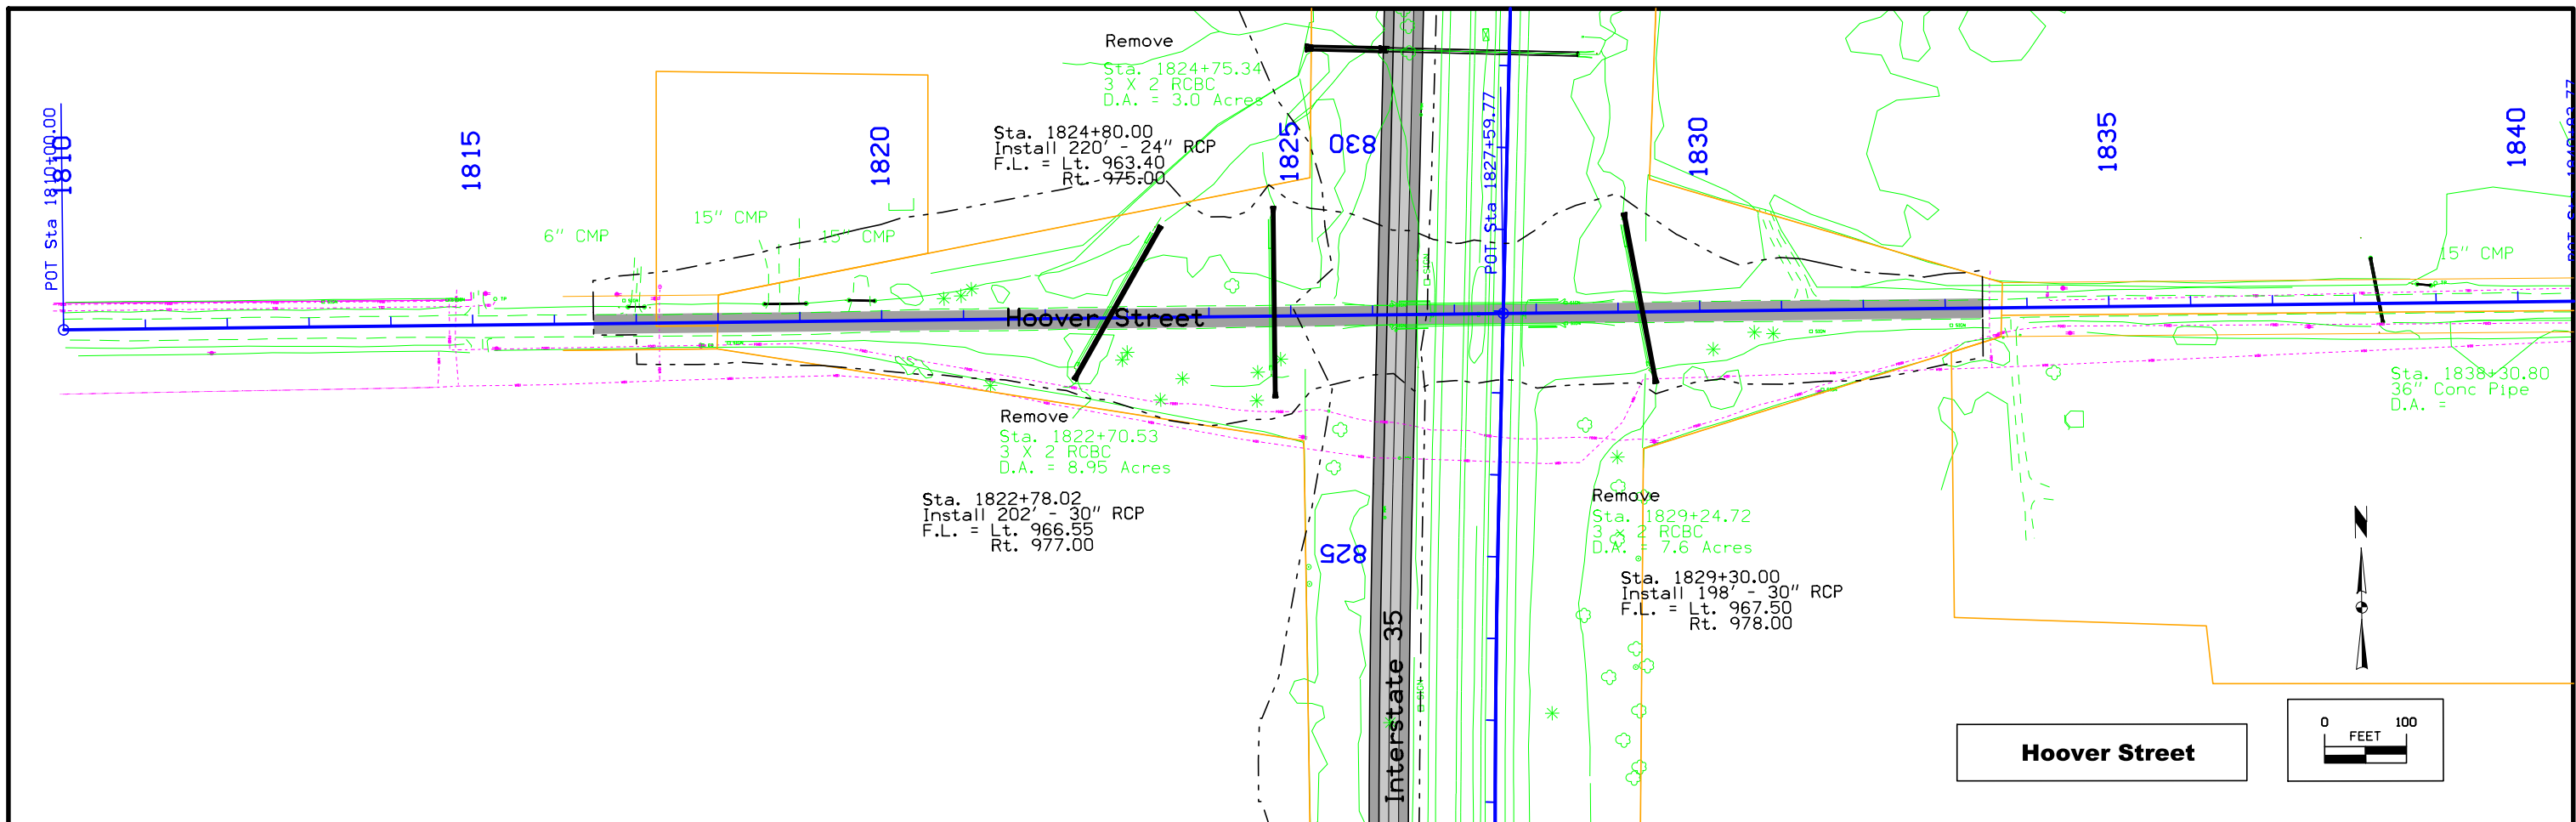 Remove
Sta. 1824+75.34
3 X 2 RCBC
D.A. = 3.0 Acres
POT Sta 1810+00.00
1810
1815
1820
Sta. 1824+80.00
Install 220' - 24" RCP
F.L. = Lt. 963.40
Rt. 975.00
1825
830
POT Sta 1827+59.77
1830
1835
1840
6" CMP
15" CMP
15" CMP
15" CMP
Hoover Street
Remove
Sta. 1822+70.53
3 X 2 RCBC
D.A. = 8.95 Acres
Sta. 1822+78.02
Install 202' - 30" RCP
F.L. = Lt. 966.55
Rt. 977.00
825
Interstate 35
Remove
Sta. 1829+24.72
3 X 2 RCBC
D.A. = 7.6 Acres
Sta. 1829+30.00
Install 198' - 30" RCP
F.L. = Lt. 967.50
Rt. 978.00
Sta. 1838+30.80
36" Conc Pipe
D.A. =
N
Hoover Street
0 100
FEET